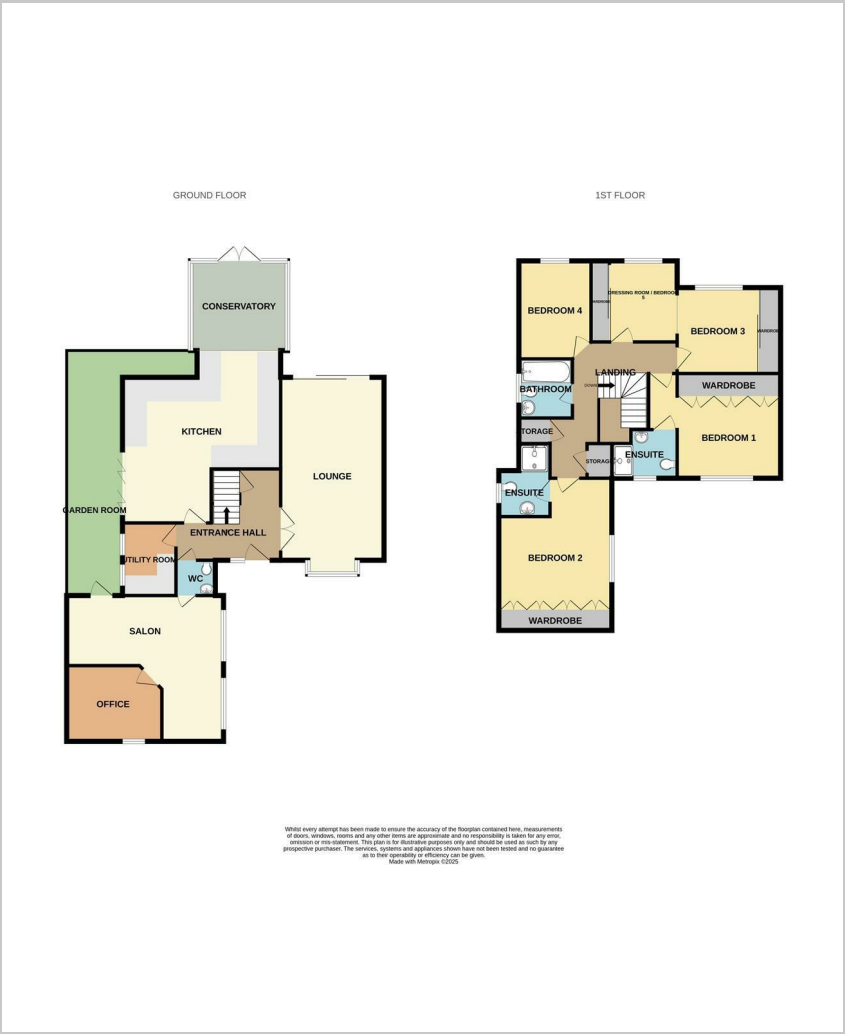 GROUND FLOOR
CONSERVATORY
KITCHEN
LOUNGE
GARDEN ROOM
ENTRANCE HALL
UTILITY ROOM
WC
SALON
OFFICE
1ST FLOOR
BEDROOM 4
WARDROBE
DRESSING ROOM / BEDROOM
5
BEDROOM 3
WARDROBE
LANDING
DOWN
BATHROOM
WARDROBE
STORAGE
BEDROOM 1
ENSUITE
STORAGE
ENSUITE
BEDROOM 2
WARDROBE
Whilst every attempt has been made to ensure the accuracy of the floorplan contained here, measurements
of doors, windows, rooms and any other items are approximate and no responsibility is taken for any error,
omission or mis-statement. This plan is for illustrative purposes only and should be used as such by any
prospective purchaser. The services, systems and appliances shown have not been tested and no guarantee
as to their operability or efficiency can be given.
Made with Metropix ©2025